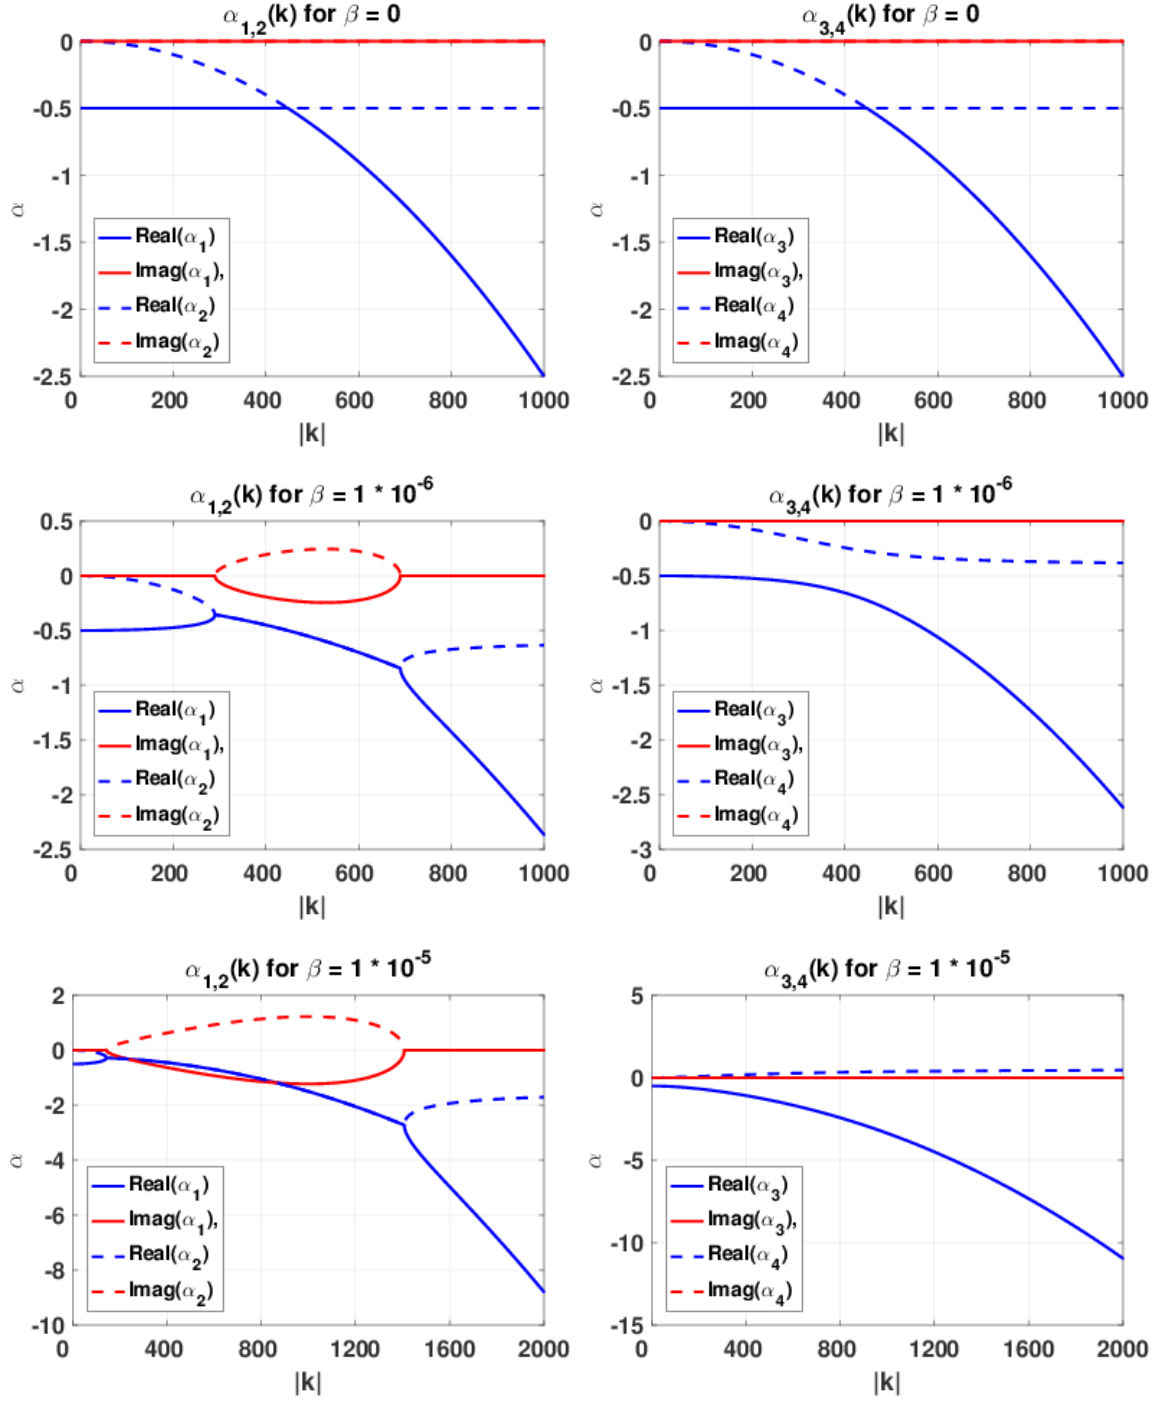 α1,2(k) for β = 0
0
-0.5
-1
-1.5
-2
-2.5
α
Real(α1)
Imag(α1),
Real(α2)
Imag(α2)
0 200 400 600 800 1000
|k|
α3,4(k) for β = 0
0
-0.5
-1
-1.5
-2
-2.5
α
Real(α3)
Imag(α3),
Real(α4)
Imag(α4)
0 200 400 600 800 1000
|k|
α1,2(k) for β = 1 * 10-6
0.5
0
-0.5
-1
-1.5
-2
-2.5
α
Real(α1)
Imag(α1),
Real(α2)
Imag(α2)
0 200 400 600 800 1000
|k|
α3,4(k) for β = 1 * 10-6
0
-0.5
-1
-1.5
-2
-2.5
-3
α
Real(α3)
Imag(α3),
Real(α4)
Imag(α4)
0 200 400 600 800 1000
|k|
α1,2(k) for β = 1 * 10-5
2
0
-2
-4
-6
-8
-10
α
Real(α1)
Imag(α1),
Real(α2)
Imag(α2)
0 400 800 1200 1600 2000
|k|
α3,4(k) for β = 1 * 10-5
5
0
-5
-10
-15
α
Real(α3)
Imag(α3),
Real(α4)
Imag(α4)
0 400 800 1200 1600 2000
|k|